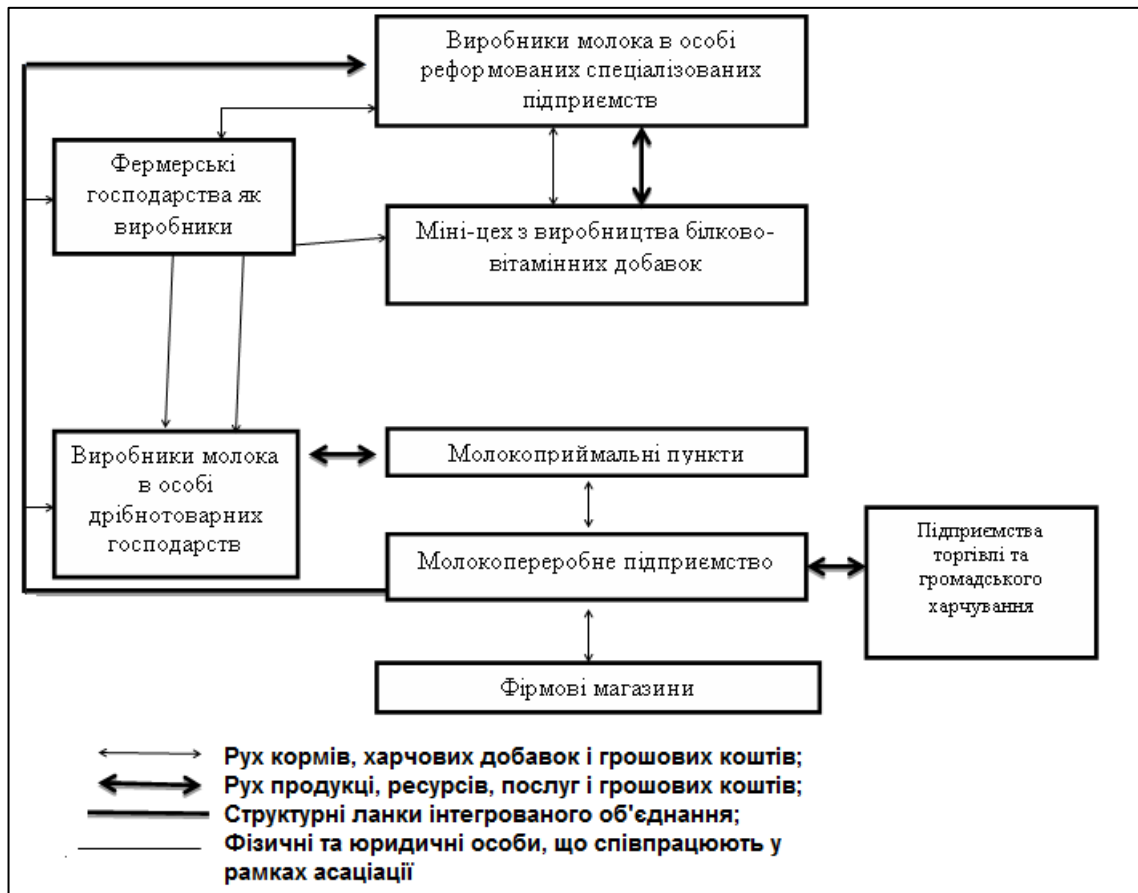 Виробники молока в особі
реформованих спеціалізованих
підприємств
Фермерські
господарства як
виробники
Міні-цех з виробництва білково-
вітамінних добавок
Виробники молока
в особі
дрібнотоварних
господарств
Молокоприймальні пункти
Молокопереробне підприємство
Підприємства
торгівлі та
громадського
харчування
Фірмові магазини
Рух кормів, харчових добавок і грошових коштів;
Рух продукці, ресурсів, послуг і грошових коштів;
Структурні ланки інтегрованого об'єднання;
Фізичні та юридичні особи, що співпрацюють у
рамках асаціації